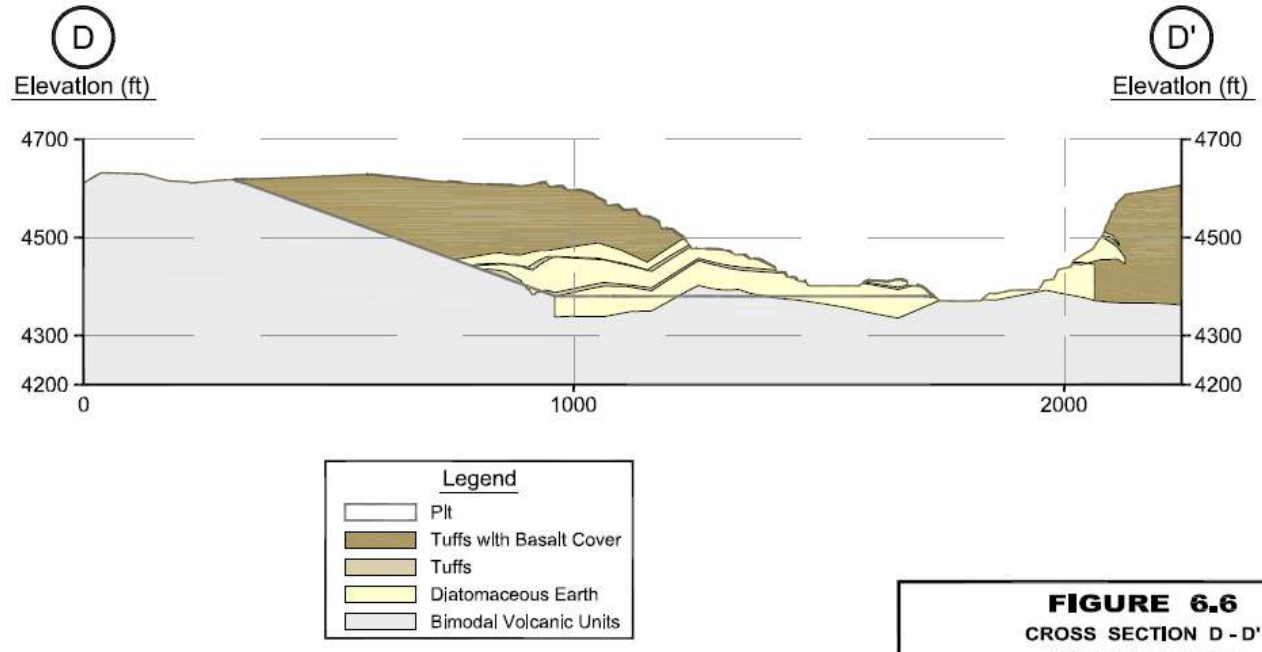 D
D'
Elevation (ft)
Elevation (ft)
4700
4700
4500
4500
4300
4300
4200
4200
0
1000
2000
Legend
Pit
Tuffs with Basalt Cover
Tuffs
Diatomaceous Earth
Bimodal Volcanic Units
FIGURE 6.6
CROSS SECTION D - D'